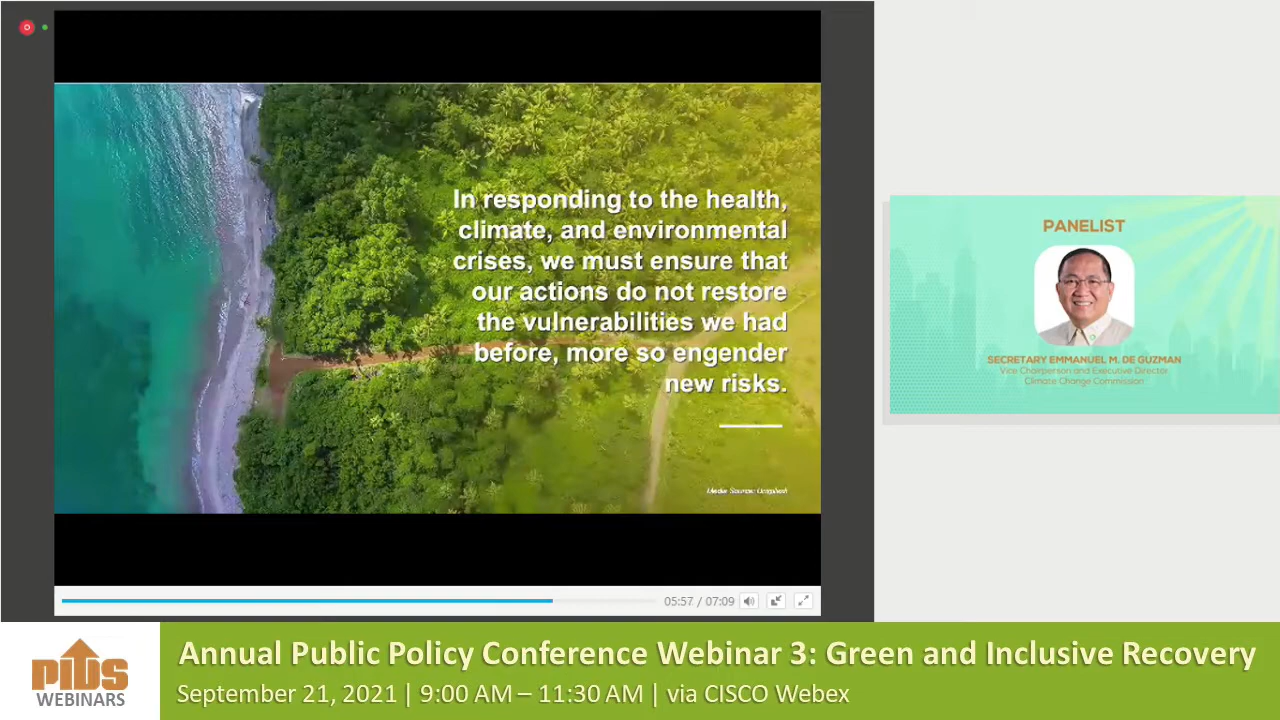 In responding to the health,
climate, and environmental
crises, we must ensure that
our actions do not restore
the vulnerabilities we had
before, more so engender
new risks.
Media Source: Unsplash
05:57 / 07:09
PANELIST
SECRETARY EMMANUEL M. DE GUZMAN
Vice Chairperson and Executive Director
Climate Change Commission
PIDS
WEBINARS
Annual Public Policy Conference Webinar 3: Green and Inclusive Recovery
September 21, 2021 | 9:00 AM – 11:30 AM | via CISCO Webex